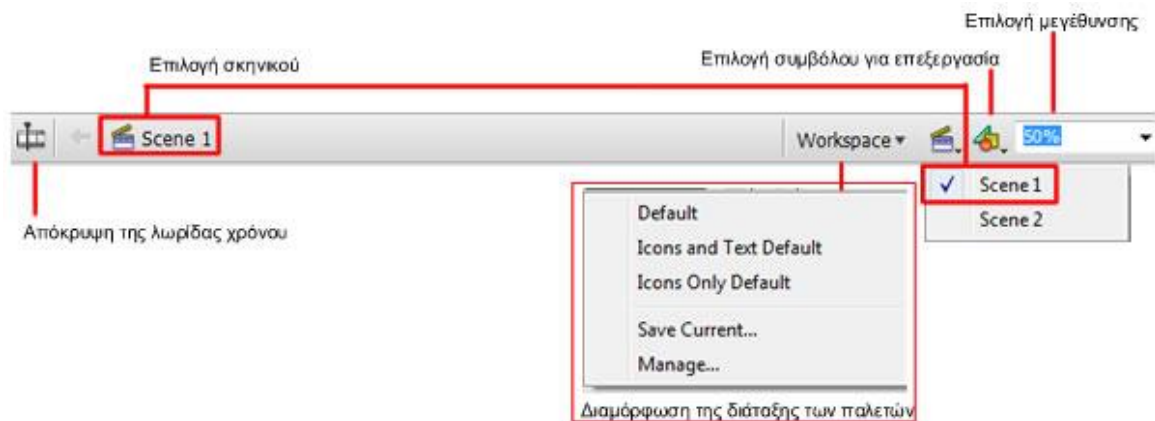 Επιλογή μεγέθυνσης
Επιλογή σκηνικού
Επιλογή συμβόλου για επεξεργασία
Scene 1
Workspace
50%
Scene 1
Scene 2
Απόκρυψη της λωρίδας χρόνου
Default
Icons and Text Default
Icons Only Default
Save Current...
Manage...
Διαμόρφωση της διάταξης των παλετών